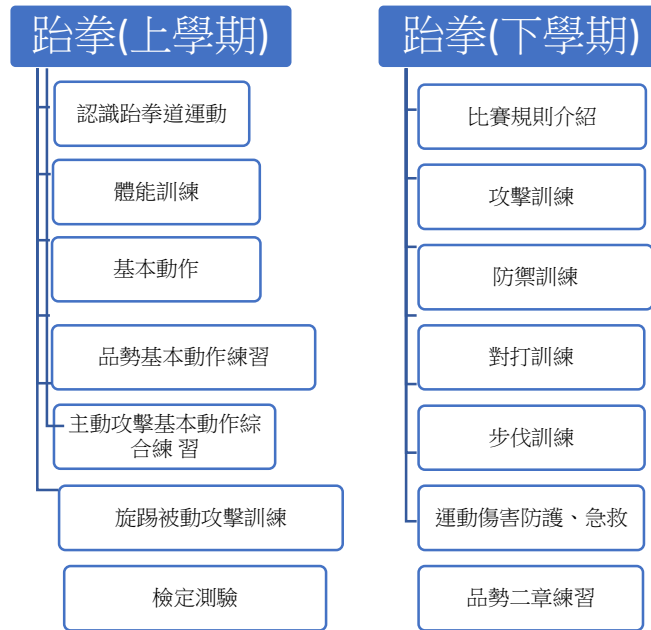 跆拳(上學期)
認識跆拳道運動
體能訓練
基本動作
品勢基本動作練習
主動攻擊基本動作綜
合練 習
旋踢被動攻擊訓練
檢定測驗
跆拳(下學期)
比賽規則介紹
攻擊訓練
防禦訓練
對打訓練
步伐訓練
運動傷害防護、急救
品勢二章練習